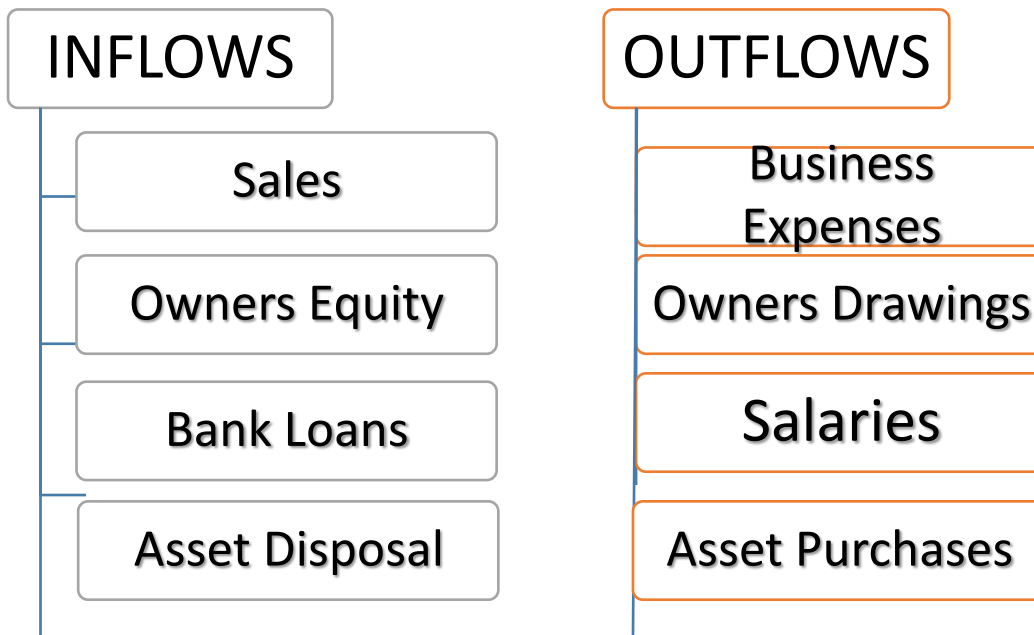 INFLOWS
Sales
Owners Equity
Bank Loans
Asset Disposal
OUTFLOWS
Business
Expenses
Owners Drawings
Salaries
Asset Purchases